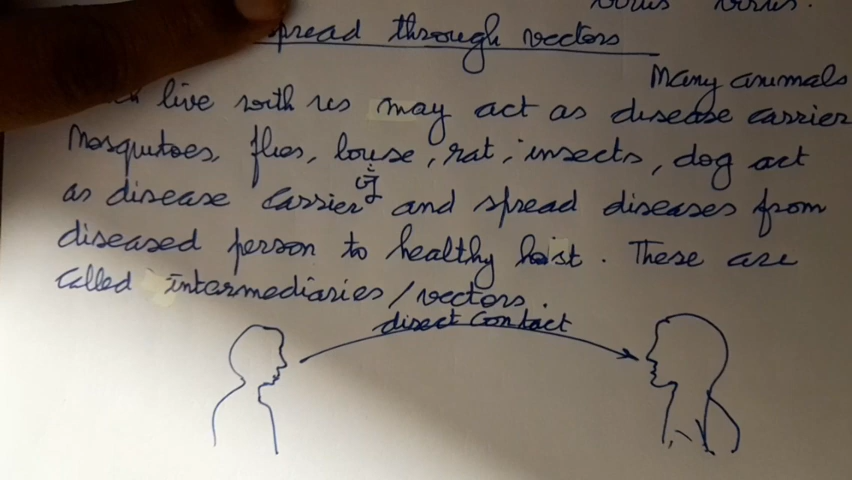 virus.
spread through vectors
Many animals
live with us may act as disease carrier
Mosquitoes, flies, louse, rat, insects, dog act
as disease carrier and spread diseases from
diseased person to healthy host. These are
called intermediaries/vectors.
direct contact